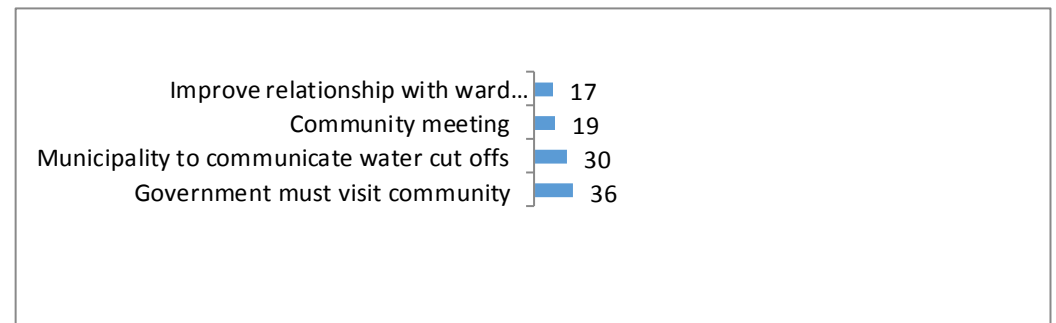 Improve relationship with ward... 17
Community meeting 19
Municipality to communicate water cut offs 30
Government must visit community 36